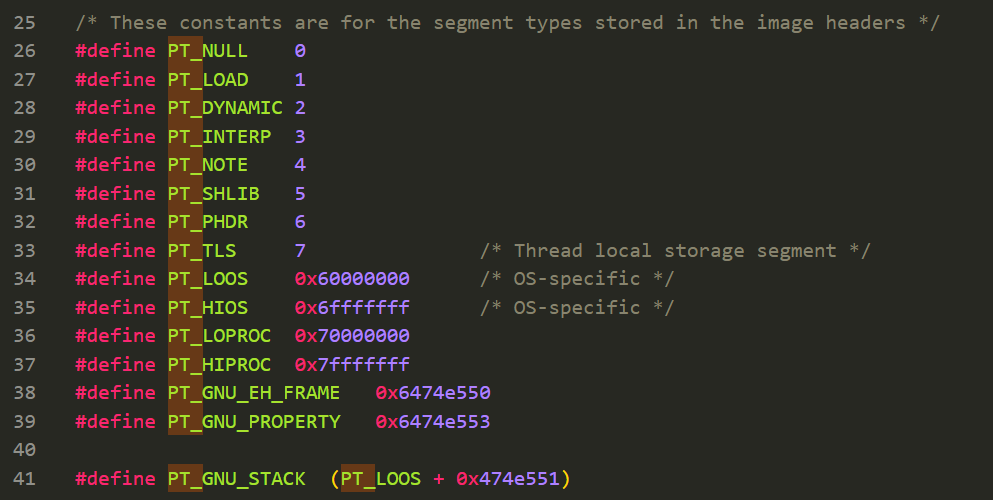 25 /* These constants are for the segment types stored in the image headers */
26 #define PT_NULL 0
27 #define PT_LOAD 1
28 #define PT_DYNAMIC 2
29 #define PT_INTERP 3
30 #define PT_NOTE 4
31 #define PT_SHLIB 5
32 #define PT_PHDR 6
33 #define PT_TLS 7 /* Thread local storage segment */
34 #define PT_LOOS 0x60000000 /* OS-specific */
35 #define PT_HIOS 0x6fffffff /* OS-specific */
36 #define PT_LOPROC 0x70000000
37 #define PT_HIPROC 0x7fffffff
38 #define PT_GNU_EH_FRAME 0x6474e550
39 #define PT_GNU_PROPERTY 0x6474e553
40
41 #define PT_GNU_STACK (PT_LOOS + 0x474e551)